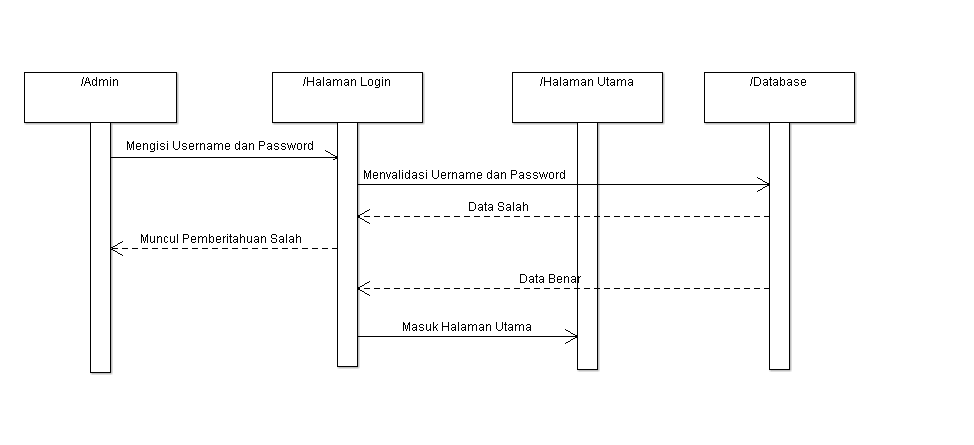 /Admin
/Halaman Login
/Halaman Utama
/Database
Mengisi Username dan Password
Menvalidasi Uername dan Password
Data Salah
Muncul Pemberitahuan Salah
Data Benar
Masuk Halaman Utama